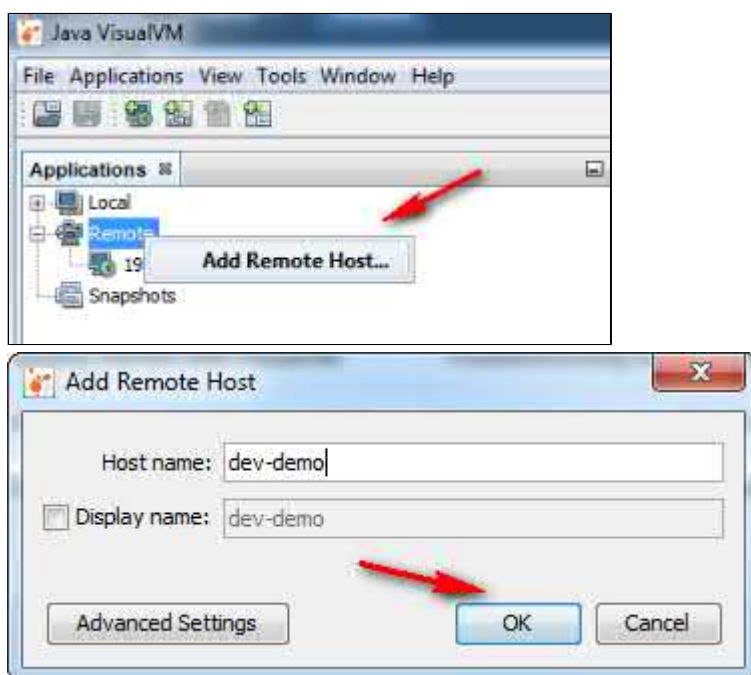 Java VisualVM
File Applications View Tools Window Help
Applications
Local
Remote
19
Add Remote Host...
Snapshots
Add Remote Host
Host name: dev-demo
Display name: dev-demo
Advanced Settings OK Cancel